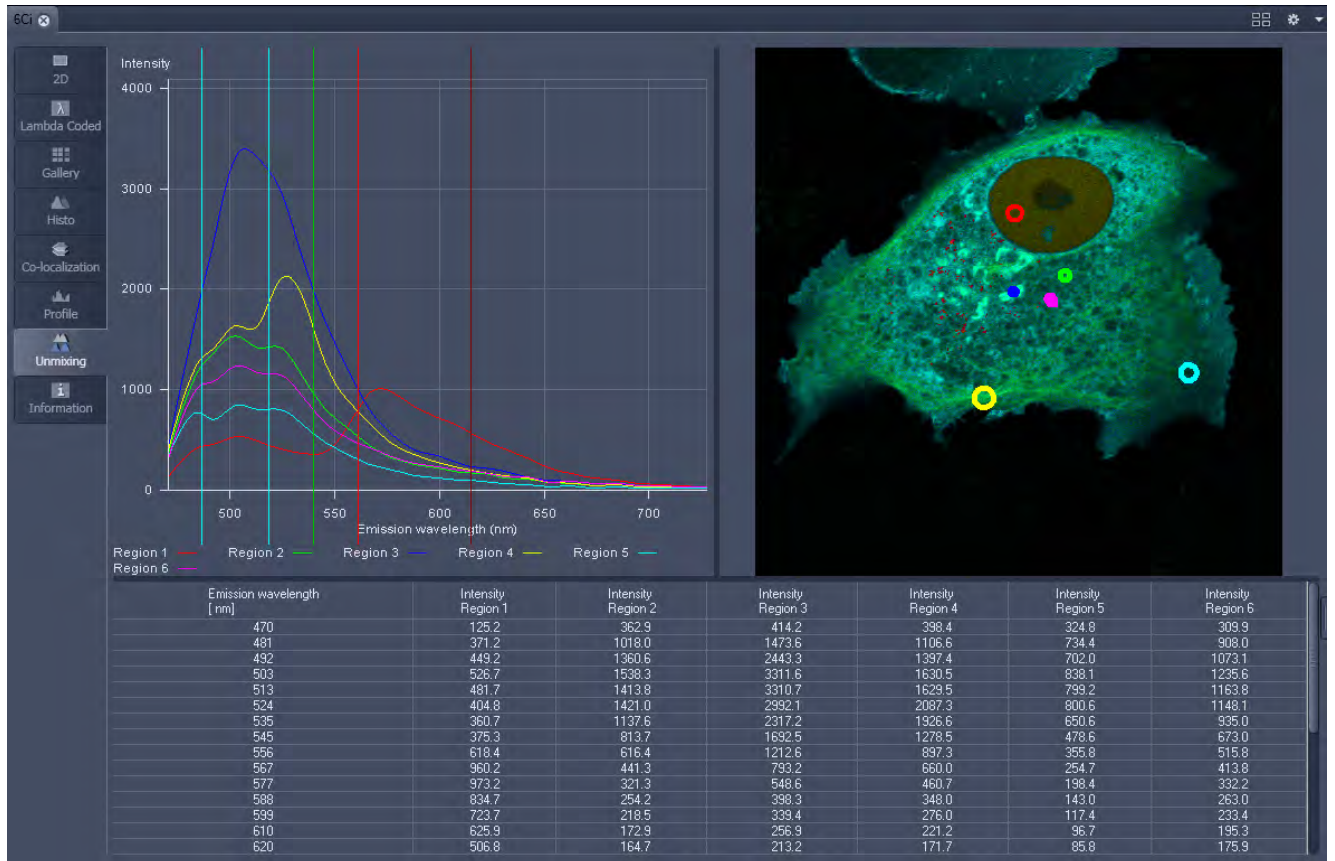 6Ci
2D
λ
Lambda Coded
Gallery
Histo
Co-localization
Profile
Unmixing
i
Information
Intensity
4000
3000
2000
1000
0
500 550 600 650 700
Emission wavelength (nm)
Region 1 Region 2 Region 3 Region 4 Region 5
Region 6
Emission wavelength Intensity Intensity Intensity Intensity Intensity Intensity
[ nm] Region 1 Region 2 Region 3 Region 4 Region 5 Region 6
470 125.2 362.9 414.2 398.4 324.8 309.9
481 371.2 1018.0 1473.6 1106.6 734.4 908.0
492 449.2 1360.6 2443.3 1397.4 702.0 1073.1
503 526.7 1538.3 3311.6 1630.5 838.1 1235.6
513 481.7 1413.8 3310.7 1629.5 799.2 1163.8
524 404.8 1421.0 2992.1 2087.3 800.6 1148.1
535 360.7 1137.6 2317.2 1926.6 650.6 935.0
545 375.3 813.7 1692.5 1278.5 478.6 673.0
556 618.4 616.4 1212.6 897.3 355.8 515.8
567 960.2 441.3 793.2 660.0 254.7 413.8
577 973.2 321.3 548.6 460.7 198.4 332.2
588 834.7 254.2 398.3 348.0 143.0 263.0
599 723.7 218.5 339.4 276.0 117.4 233.4
610 625.9 172.9 256.9 221.2 96.7 195.3
620 506.8 164.7 213.2 171.7 85.8 175.9